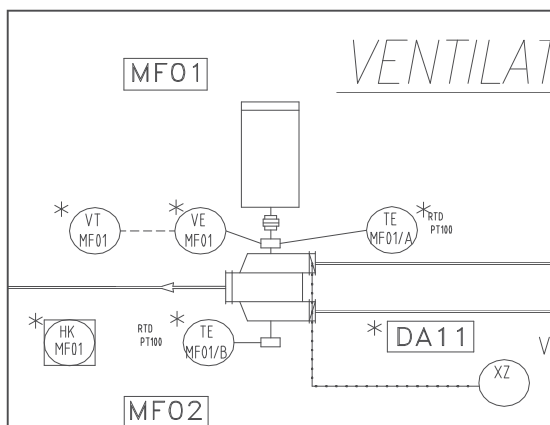 MF01
VENTILAT
* VT MF01
* VE MF01
TE MF01/A
* RTD
PT100
* HK MF01
RTD
PT100
* TE MF01/B
* DA11
V
XZ
MF02